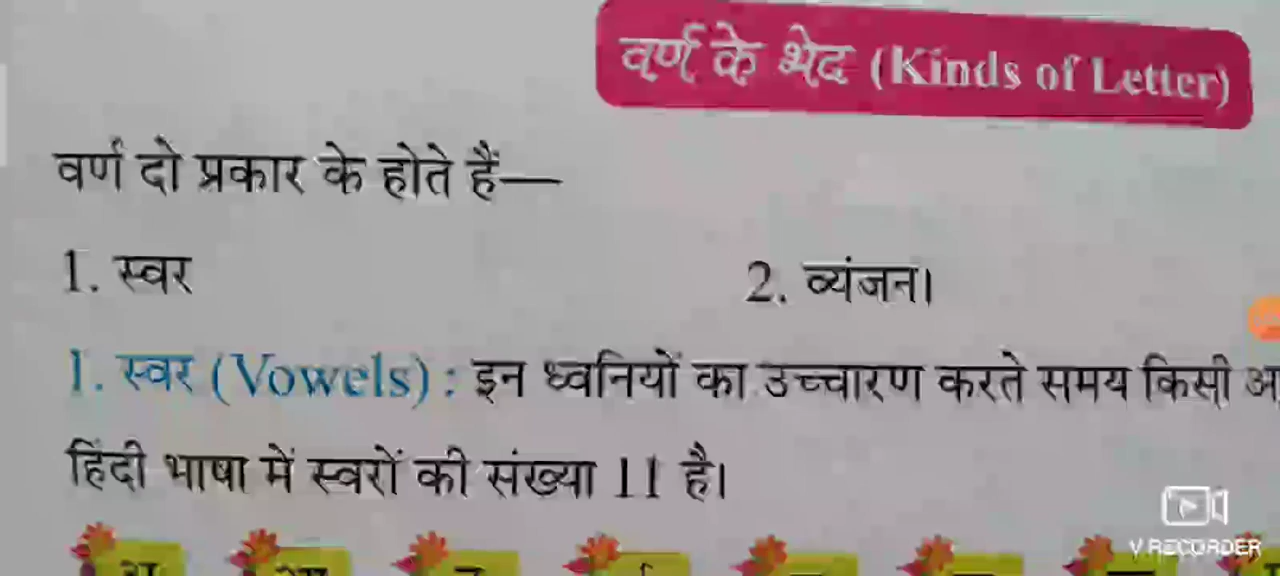 वर्ण के भेद (Kinds of Letter)
वर्ण दो प्रकार के होते हैं—
1. स्वर 2. व्यंजन।
1. स्वर (Vowels) : इन ध्वनियों का उच्चारण करते समय किसी
हिंदी भाषा में स्वरों की संख्या 11 है।
V RECORDER